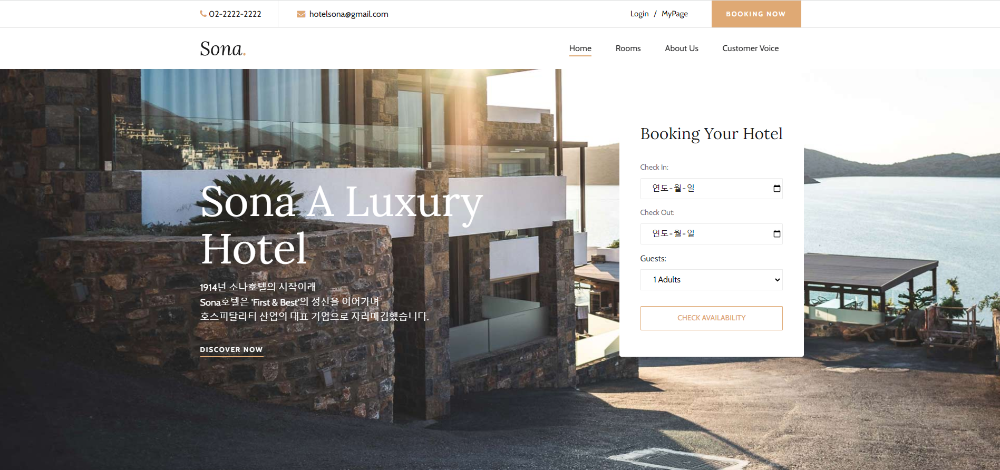 02-2222-2222
hotelsona@gmail.com
Login / MyPage
BOOKING NOW
Sona.
Home
Rooms
About Us
Customer Voice
Sona A Luxury
Hotel
1914년 소나호텔의 시작이래
Sona호텔은 'First & Best'의 정신을 이어가며
호스피탈리티 산업의 대표 기업으로 자리매김했습니다.
DISCOVER NOW
Booking Your Hotel
Check In:
연도-월-일
Check Out:
연도-월-일
Guests:
1 Adults
CHECK AVAILABILITY